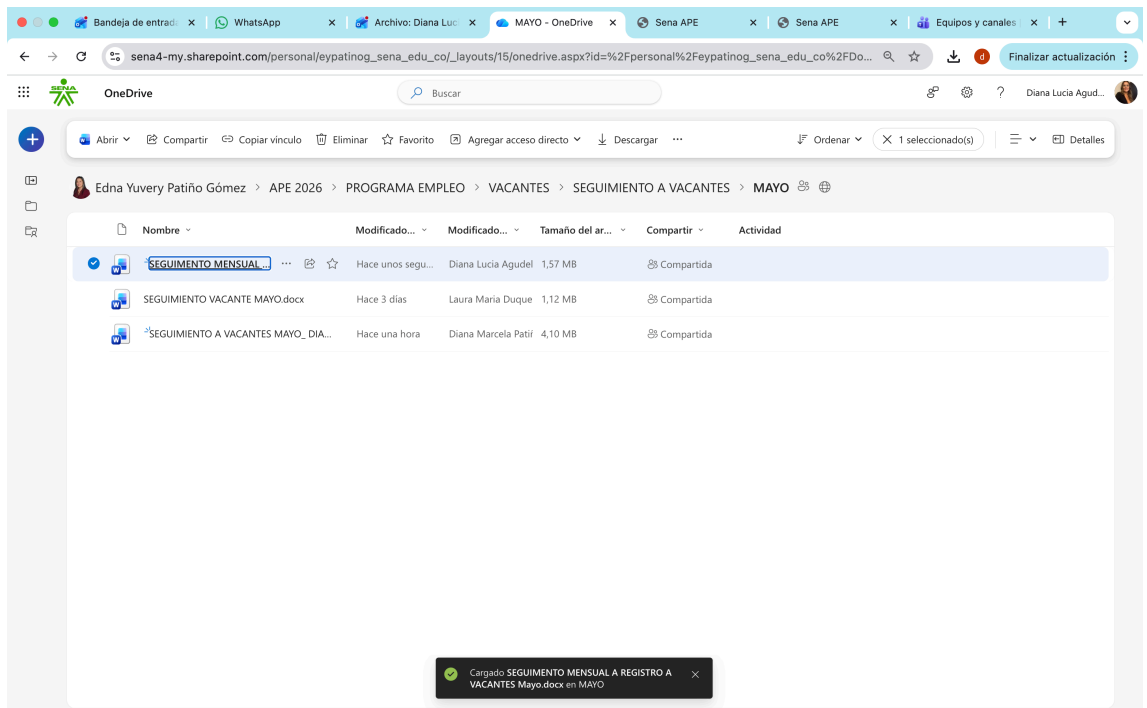 Bandeja de entrad
WhatsApp
Archivo: Diana Luc
MAYO - OneDrive
Sena APE
Sena APE
Equipos y canales
sena4-my.sharepoint.com/personal/eypatinog_sena_edu_co/_layouts/15/onedrive.aspx?id=%2Fpersonal%2Feypatinog_sena_edu_co%2FDo...
d
Finalizar actualización
SENA
OneDrive
Buscar
Diana Lucia Agud...
Abrir
Compartir
Copiar vínculo
Eliminar
Favorito
Agregar acceso directo
Descargar
Ordenar
1 seleccionado(s)
Detalles
Edna Yuvery Patiño Gómez > APE 2026 > PROGRAMA EMPLEO > VACANTES > SEGUIMIENTO A VACANTES > MAYO
Nombre Modificado... Modificado... Tamaño del ar... Compartir Actividad
SEGUIMENTO MENSUAL ... Hace unos segu... Diana Lucia Agudel 1,57 MB Compartida
SEGUIMIENTO VACANTE MAYO.docx Hace 3 días Laura Maria Duque 1,12 MB Compartida
SEGUIMIENTO A VACANTES MAYO_ DIA... Hace una hora Diana Marcela Patiñ 4,10 MB Compartida
Cargado SEGUIMENTO MENSUAL A REGISTRO A
VACANTES Mayo.docx en MAYO